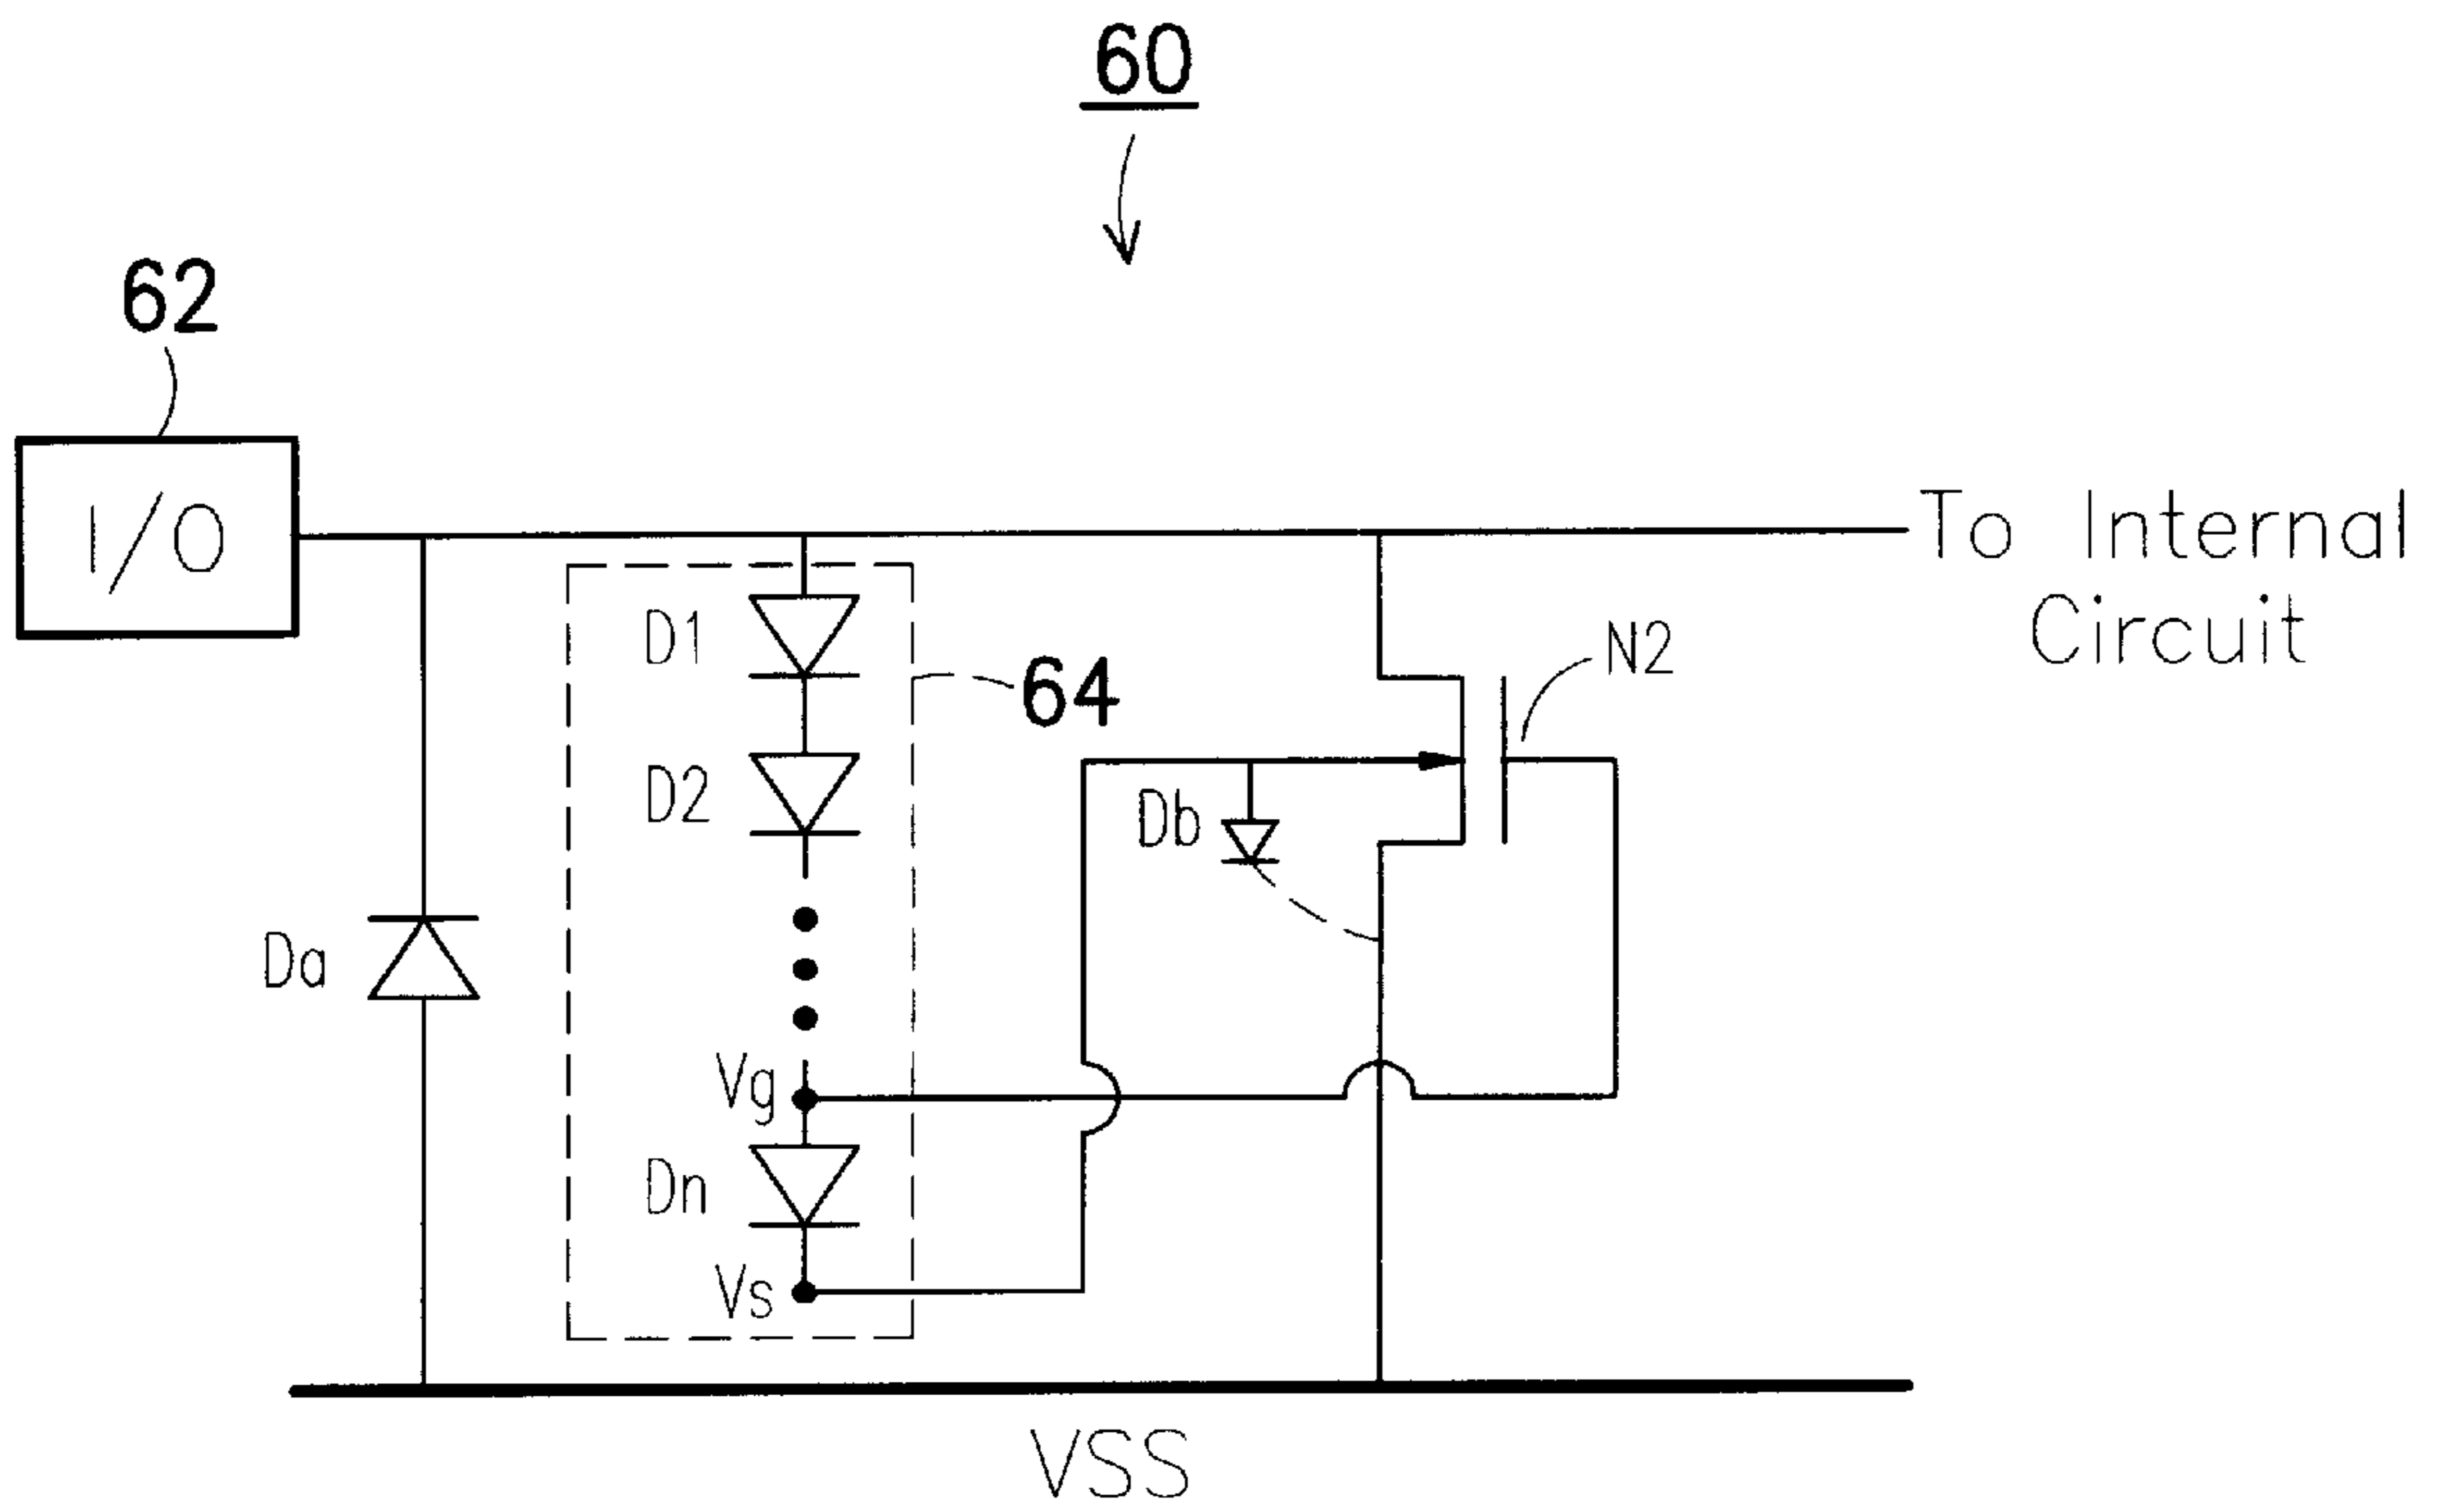 60
62
I/O
To Internal
Circuit
D1
N2
64
D2
Db
Da
Vg
Dn
Vs
VSS